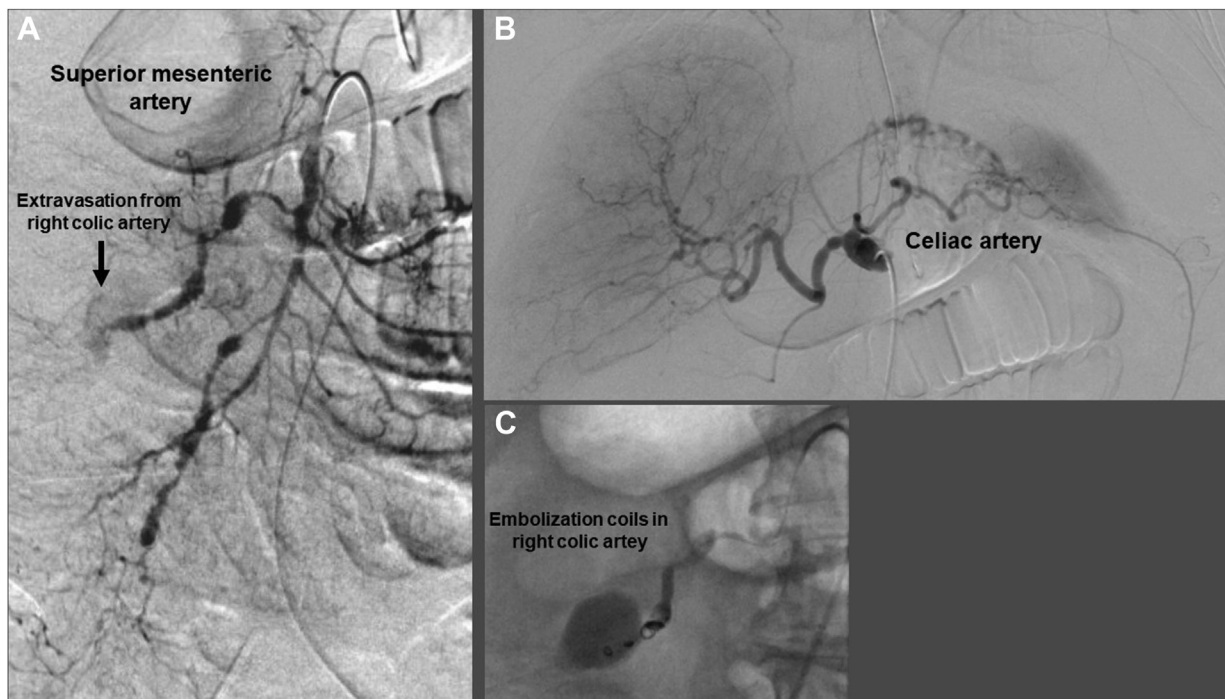 A
Superior mesenteric
artery
Extravasation from
right colic artery
B
Celiac artery
C
Embolization coils in
right colic artey